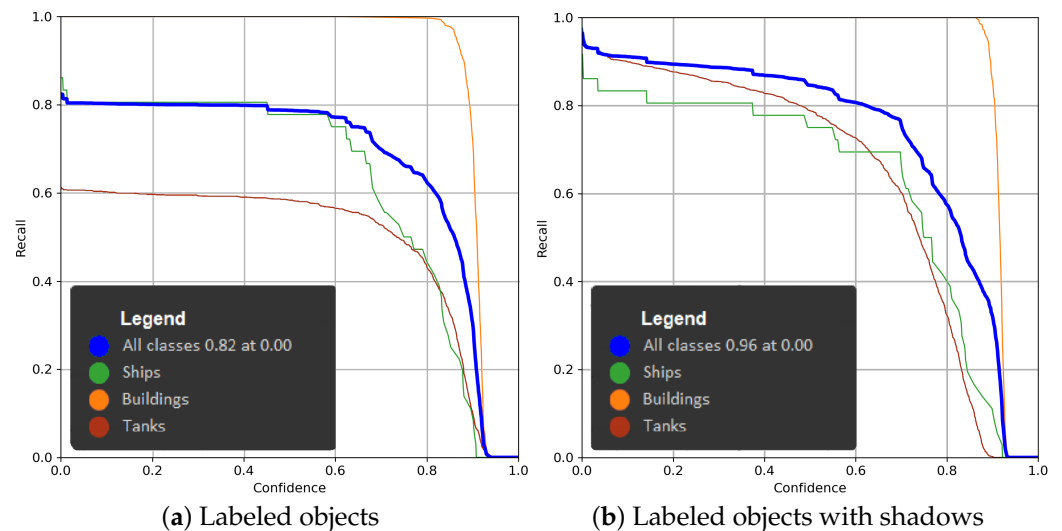 1.0
0.8
0.6
0.4
0.2
0.0
Recall
Legend
All classes 0.82 at 0.00
Ships
Buildings
Tanks
0.0 0.2 0.4 0.6 0.8 1.0
Confidence
(a) Labeled objects
1.0
0.8
0.6
0.4
0.2
0.0
Recall
Legend
All classes 0.96 at 0.00
Ships
Buildings
Tanks
0.0 0.2 0.4 0.6 0.8 1.0
Confidence
(b) Labeled objects with shadows